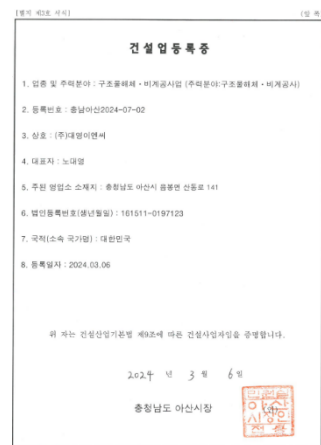 [별지 제3호 서식]
(앞 쪽
건설업등록증
1. 업종 및 주력분야 : 구조물해체·비계공사업 (주력분야:구조물해체·비계공사)
2. 등록번호 : 충남아산2024-07-02
3. 상호 : (주)대영이엔씨
4. 대표자 : 노대영
5. 주된 영업소 소재지 : 충청남도 아산시 음봉면 산동로 141
6. 법인등록번호(생년월일) : 161511-0197123
7. 국적(소속 국가명) : 대한민국
8. 등록일자 : 2024.03.06
위 자는 건설산업기본법 제9조에 따른 건설사업자임을 증명합니다.
2024 년 3 월 6 일
충청남도 아산시장